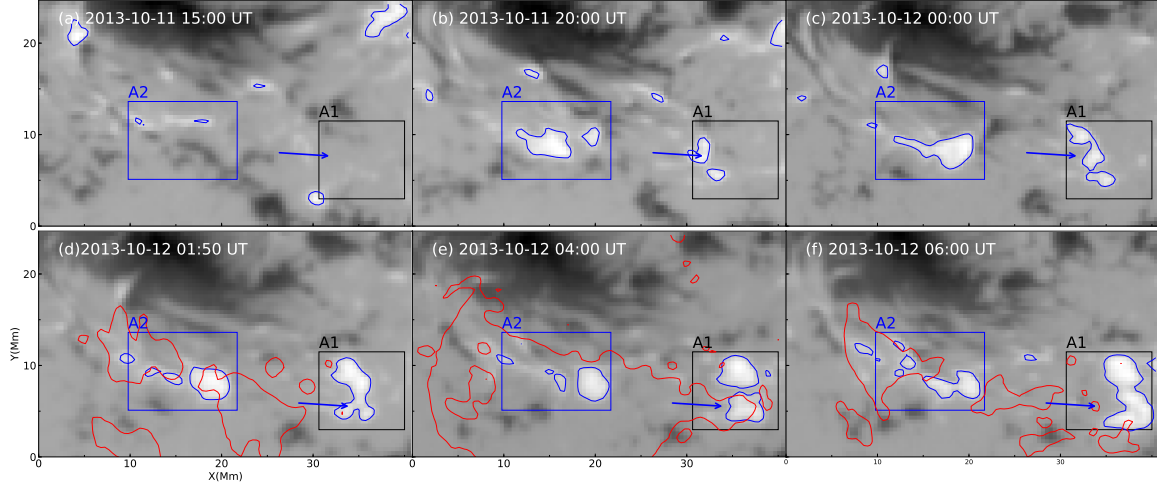 (a) 2013-10-11 15:00 UT
(b) 2013-10-11 20:00 UT
(c) 2013-10-12 00:00 UT
20
10
0
A2
A1
A2
A1
A2
A1
(d)2013-10-12 01:50 UT
(e) 2013-10-12 04:00 UT
(f) 2013-10-12 06:00 UT
20
10
0
Y(Mm)
A2
A1
A2
A1
A2
A1
0 10 20 30
10 20 30
0 10 20 30
X(Mm)